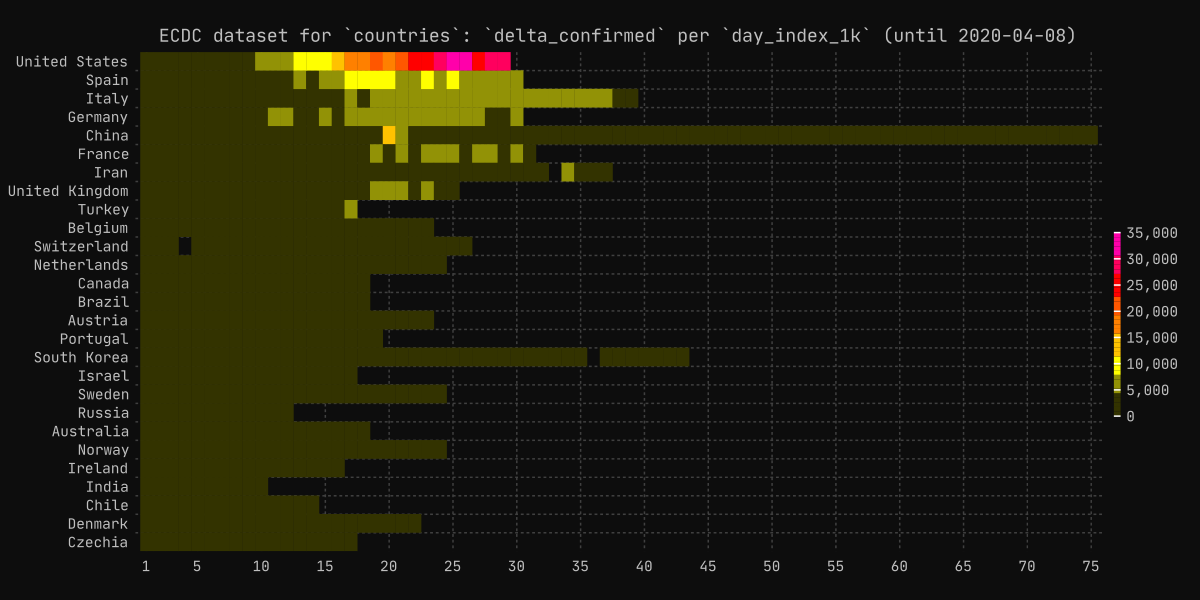 ECDC dataset for `countries`: `delta_confirmed` per `day_index_1k` (until 2020-04-08)
United States
Spain
Italy
Germany
China
France
Iran
United Kingdom
Turkey
Belgium
Switzerland
Netherlands
Canada
Brazil
Austria
Portugal
South Korea
Israel
Sweden
Russia
Australia
Norway
Ireland
India
Chile
Denmark
Czechia
1 5 10 15 20 25 30 35 40 45 50 55 60 65 70 75
35,000
30,000
25,000
20,000
15,000
10,000
5,000
0